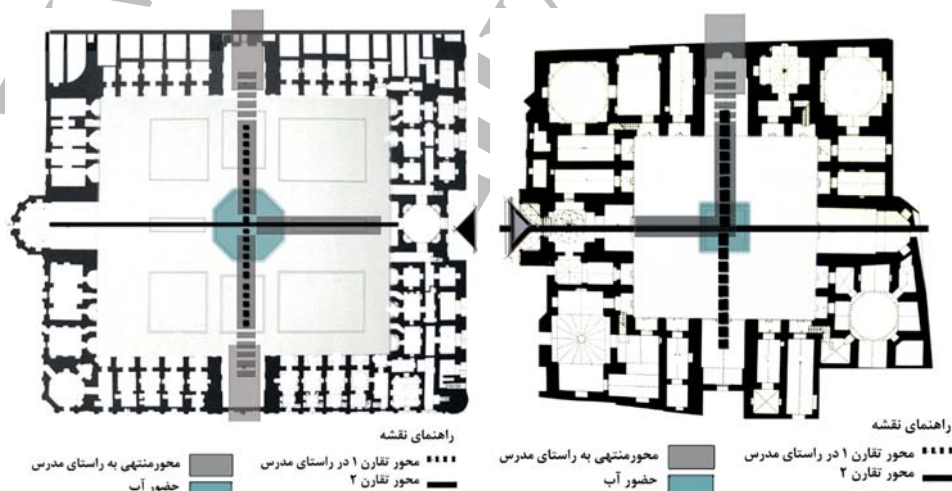 راهنمای نقشه
محور تقارن ۱ در راستای مدرس
محور تقارن ۲
محورمنتهی به راستای مدرس
حضور آب
راهنمای نقشه
محور تقارن ۱ در راستای مدرس
محور تقارن ۲
محورمنتهی به راستای مدرس
حضور آب